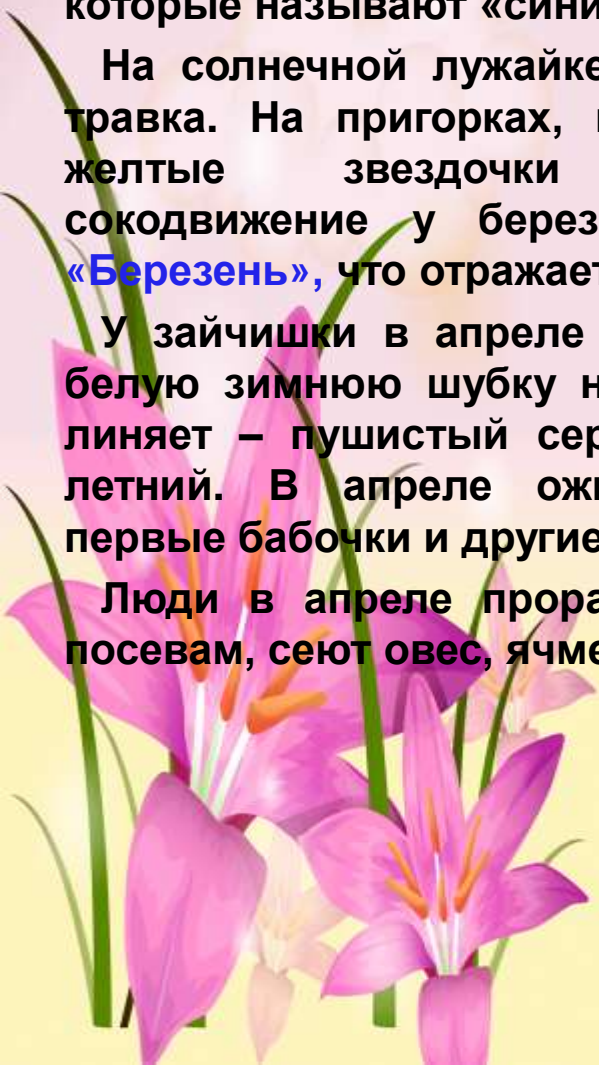 которые называют «сини
На солнечной лужайке
травка. На пригорках,
желтые звездочки
сокодвижение у берез
«Березень», что отражает
У зайчишки в апреле
белую зимнюю шубку н
линяет – пушистый сер
летний. В апреле ожи
первые бабочки и другие
Люди в апреле прора
посевам, сеют овес, ячме